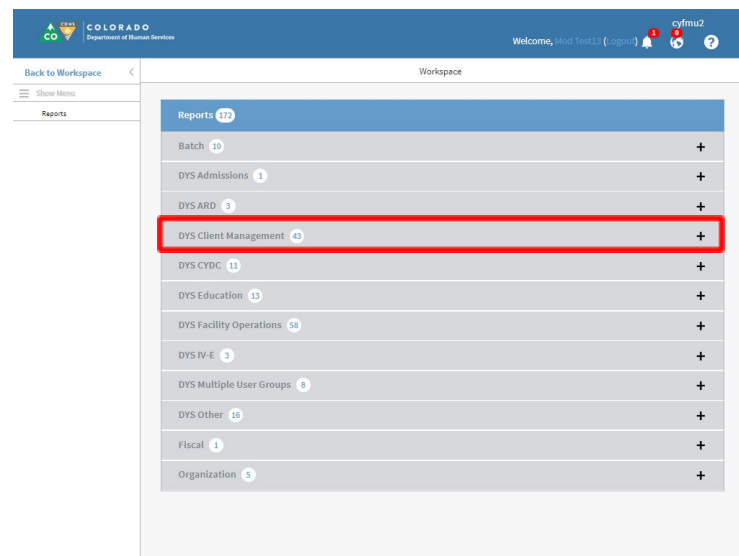 cyfmu2
CO CDHS COLORADO
Department of Human Services
Welcome, Mod Test13 (Logout) 0 0 ?
Back to Workspace <
Workspace
Show Menu
Reports
Reports 172
Batch 10 +
DYS Admissions 1 +
DYS ARD 3 +
DYS Client Management 43 +
DYS CYDC 11 +
DYS Education 13 +
DYS Facility Operations 58 +
DYS IV-E 3 +
DYS Multiple User Groups 8 +
DYS Other 16 +
Fiscal 1 +
Organization 5 +